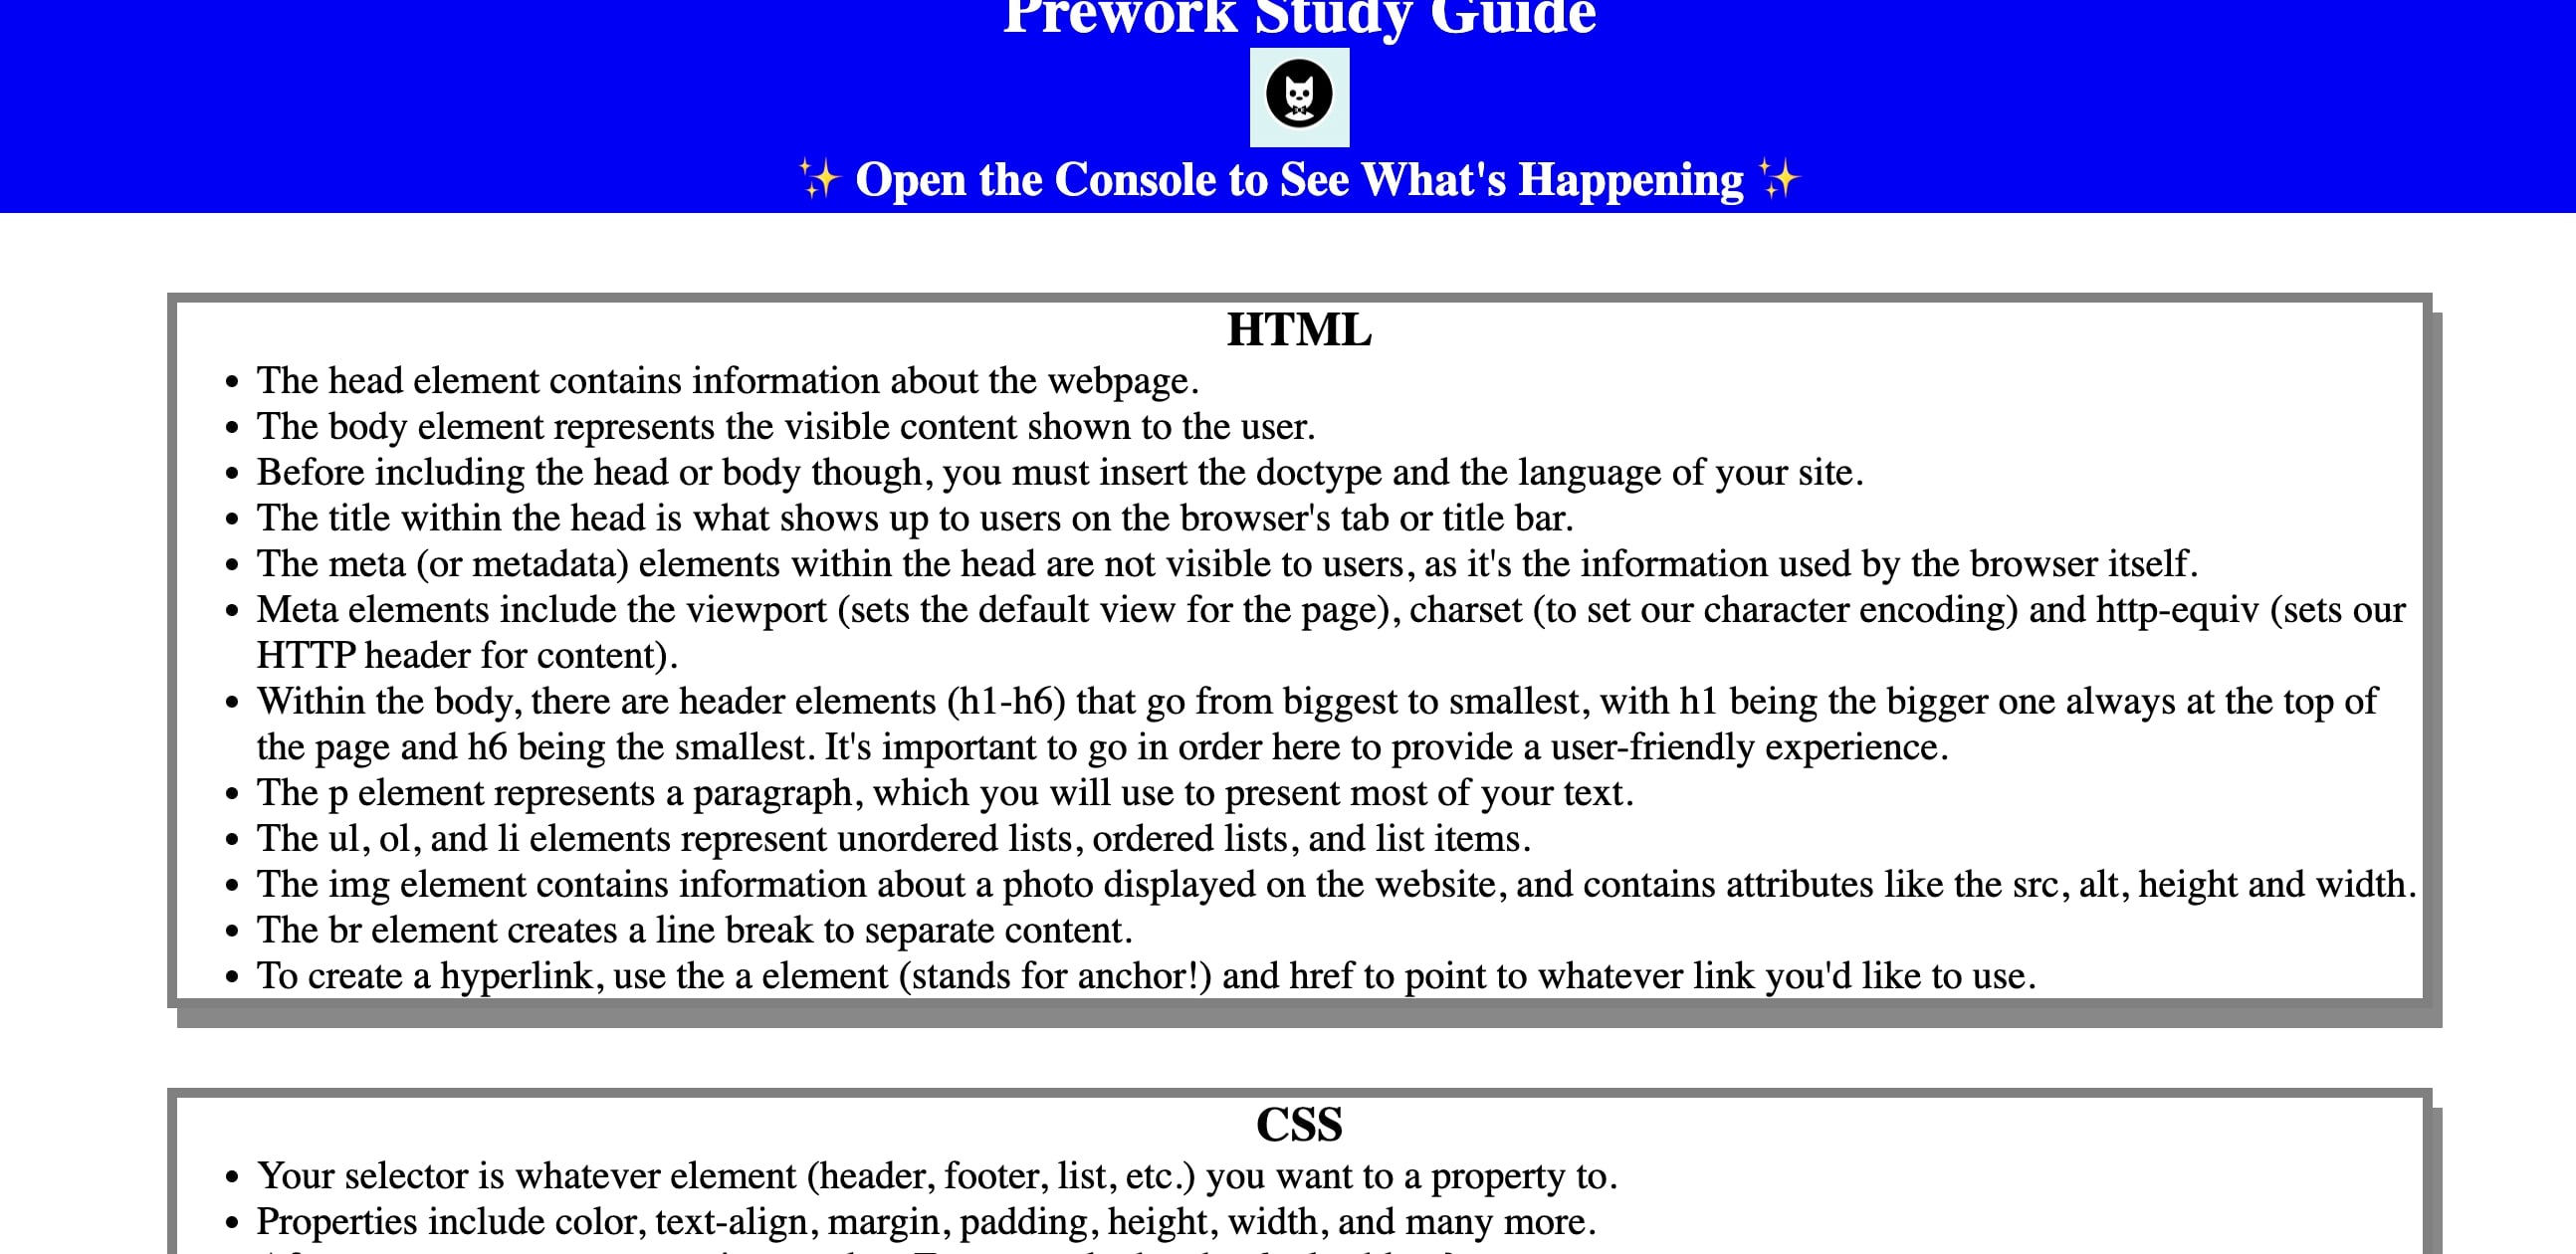 Prework Study Guide
✨ Open the Console to See What's Happening ✨
HTML
• The head element contains information about the webpage.
• The body element represents the visible content shown to the user.
• Before including the head or body though, you must insert the doctype and the language of your site.
• The title within the head is what shows up to users on the browser's tab or title bar.
• The meta (or metadata) elements within the head are not visible to users, as it's the information used by the browser itself.
• Meta elements include the viewport (sets the default view for the page), charset (to set our character encoding) and http-equiv (sets our
HTTP header for content).
• Within the body, there are header elements (h1-h6) that go from biggest to smallest, with h1 being the bigger one always at the top of
the page and h6 being the smallest. It's important to go in order here to provide a user-friendly experience.
• The p element represents a paragraph, which you will use to present most of your text.
• The ul, ol, and li elements represent unordered lists, ordered lists, and list items.
• The img element contains information about a photo displayed on the website, and contains attributes like the src, alt, height and width.
• The br element creates a line break to separate content.
• To create a hyperlink, use the a element (stands for anchor!) and href to point to whatever link you'd like to use.
CSS
• Your selector is whatever element (header, footer, list, etc.) you want to a property to.
• Properties include color, text-align, margin, padding, height, width, and many more.